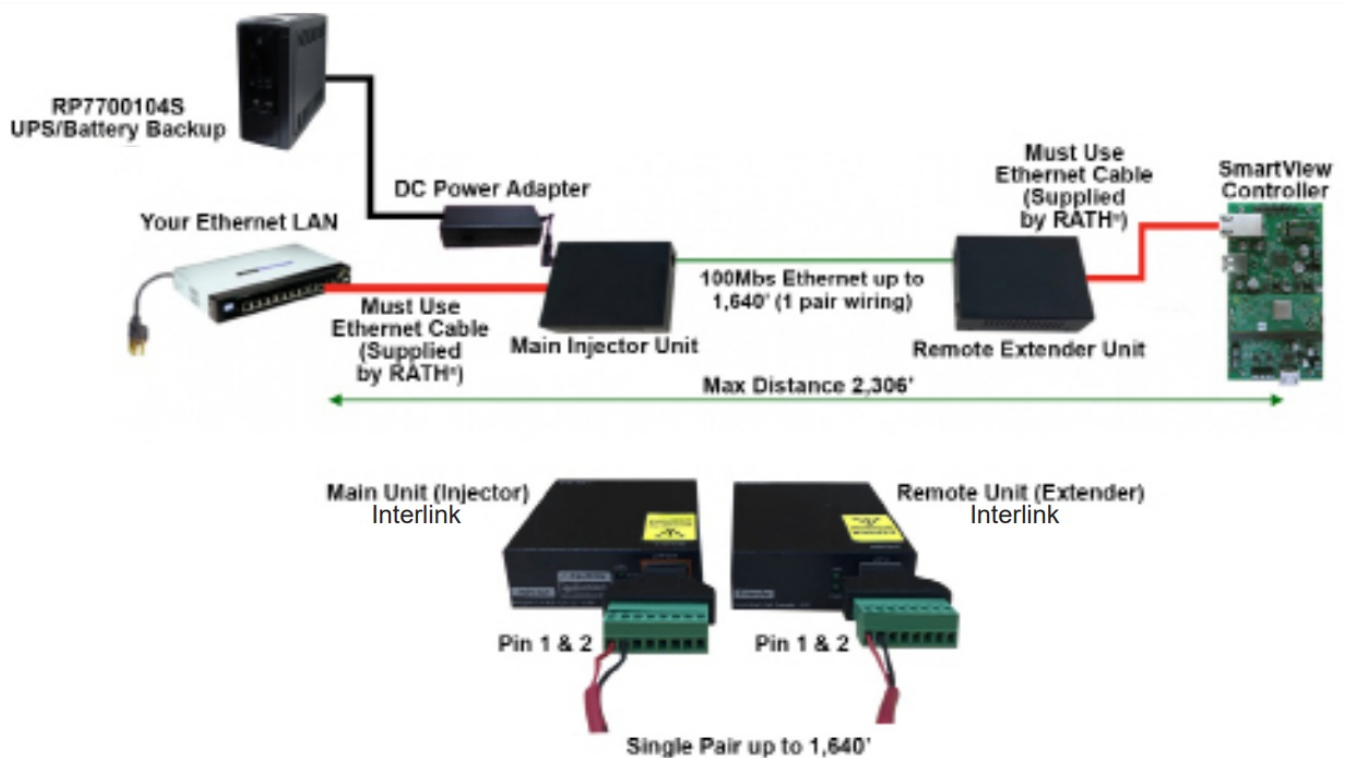 RP7700104S
UPS/Battery Backup
DC Power Adapter
Your Ethernet LAN
Must Use
Ethernet Cable
(Supplied
by RATH®)
Main Injector Unit
100Mbs Ethernet up to
1,640' (1 pair wiring)
Must Use
Ethernet Cable
(Supplied
by RATH®)
SmartView
Controller
Remote Extender Unit
Max Distance 2,306'
Main Unit (Injector)
Interlink
Remote Unit (Extender)
Interlink
Pin 1 & 2
Pin 1 & 2
Single Pair up to 1,640'